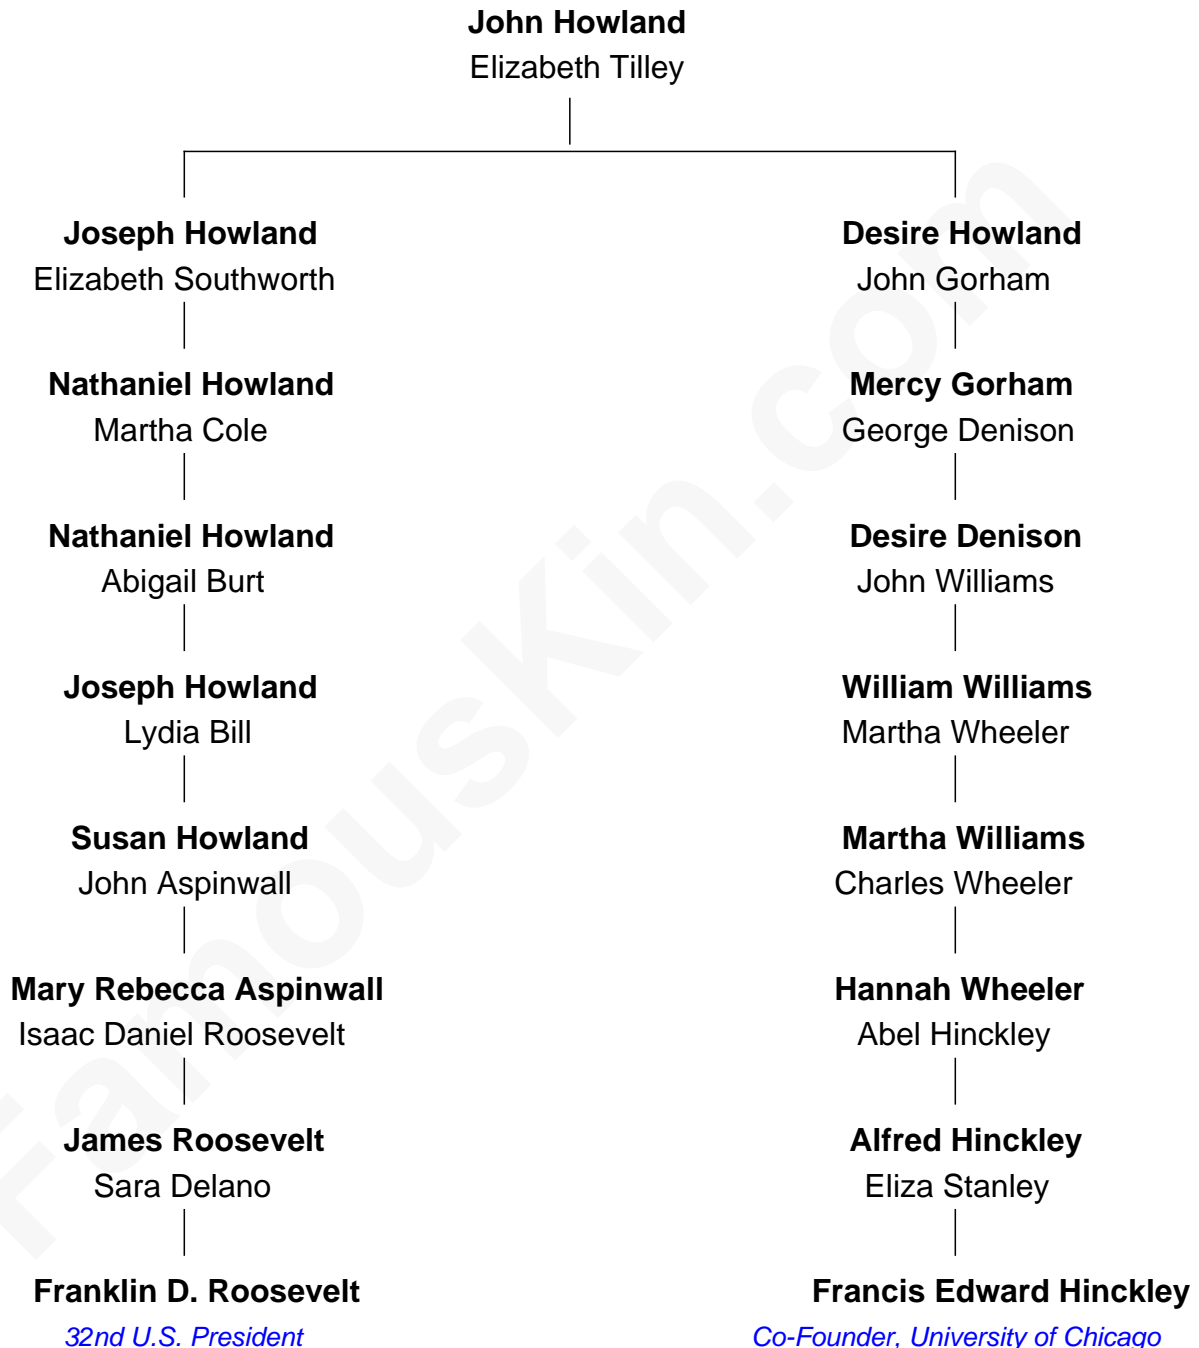 John Howland
Elizabeth Tilley
Joseph Howland
Elizabeth Southworth
Desire Howland
John Gorham
Nathaniel Howland
Martha Cole
Mercy Gorham
George Denison
Nathaniel Howland
Abigail Burt
Desire Denison
John Williams
Joseph Howland
Lydia Bill
William Williams
Martha Wheeler
Susan Howland
John Aspinwall
Martha Williams
Charles Wheeler
Mary Rebecca Aspinwall
Isaac Daniel Roosevelt
Hannah Wheeler
Abel Hinckley
James Roosevelt
Sara Delano
Alfred Hinckley
Eliza Stanley
Franklin D. Roosevelt
32nd U.S. President
Francis Edward Hinckley
Co-Founder, University of Chicago
FamousKin.com